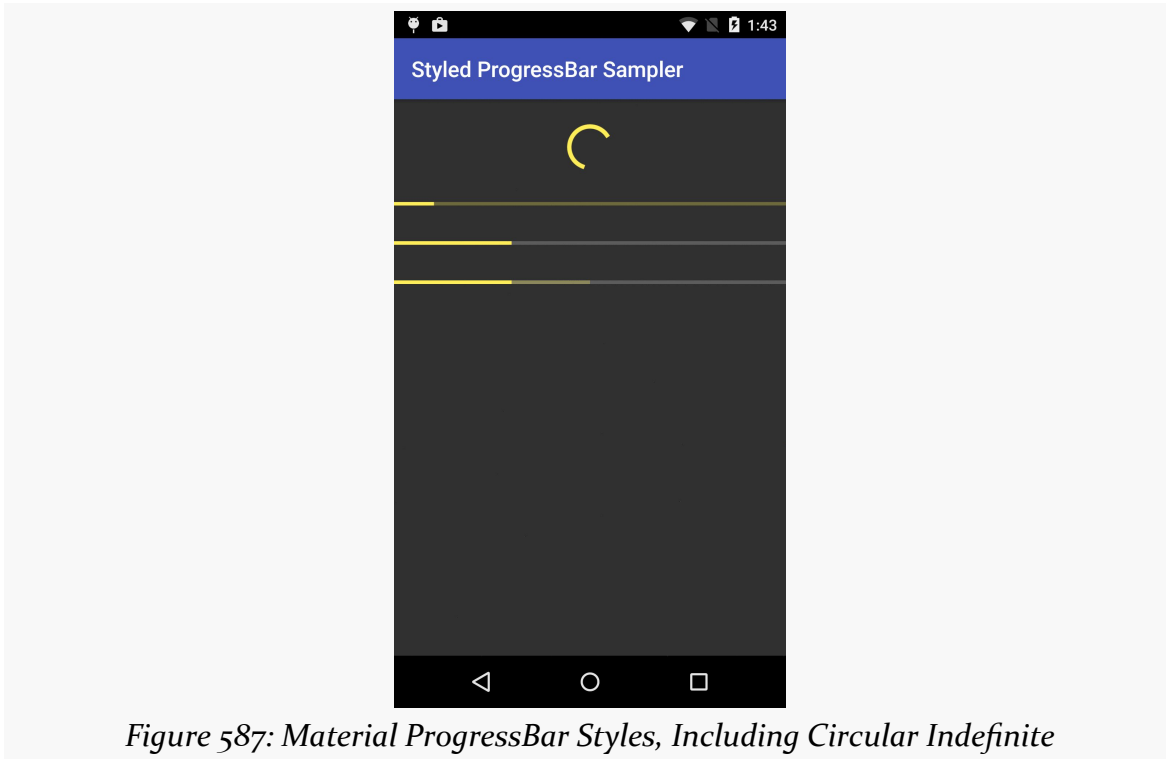 1:43
Styled ProgressBar Sampler
Figure 587: Material ProgressBar Styles, Including Circular Indefinite